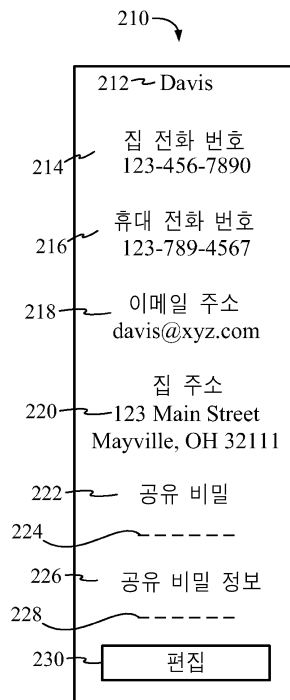 210
212 Davis
집 전화 번호
214 123-456-7890
휴대 전화 번호
216 123-789-4567
218 이메일 주소
davis@xyz.com
집 주소
220 123 Main Street
Mayville, OH 32111
222 공유 비밀
224
226 공유 비밀 정보
228
230 편집